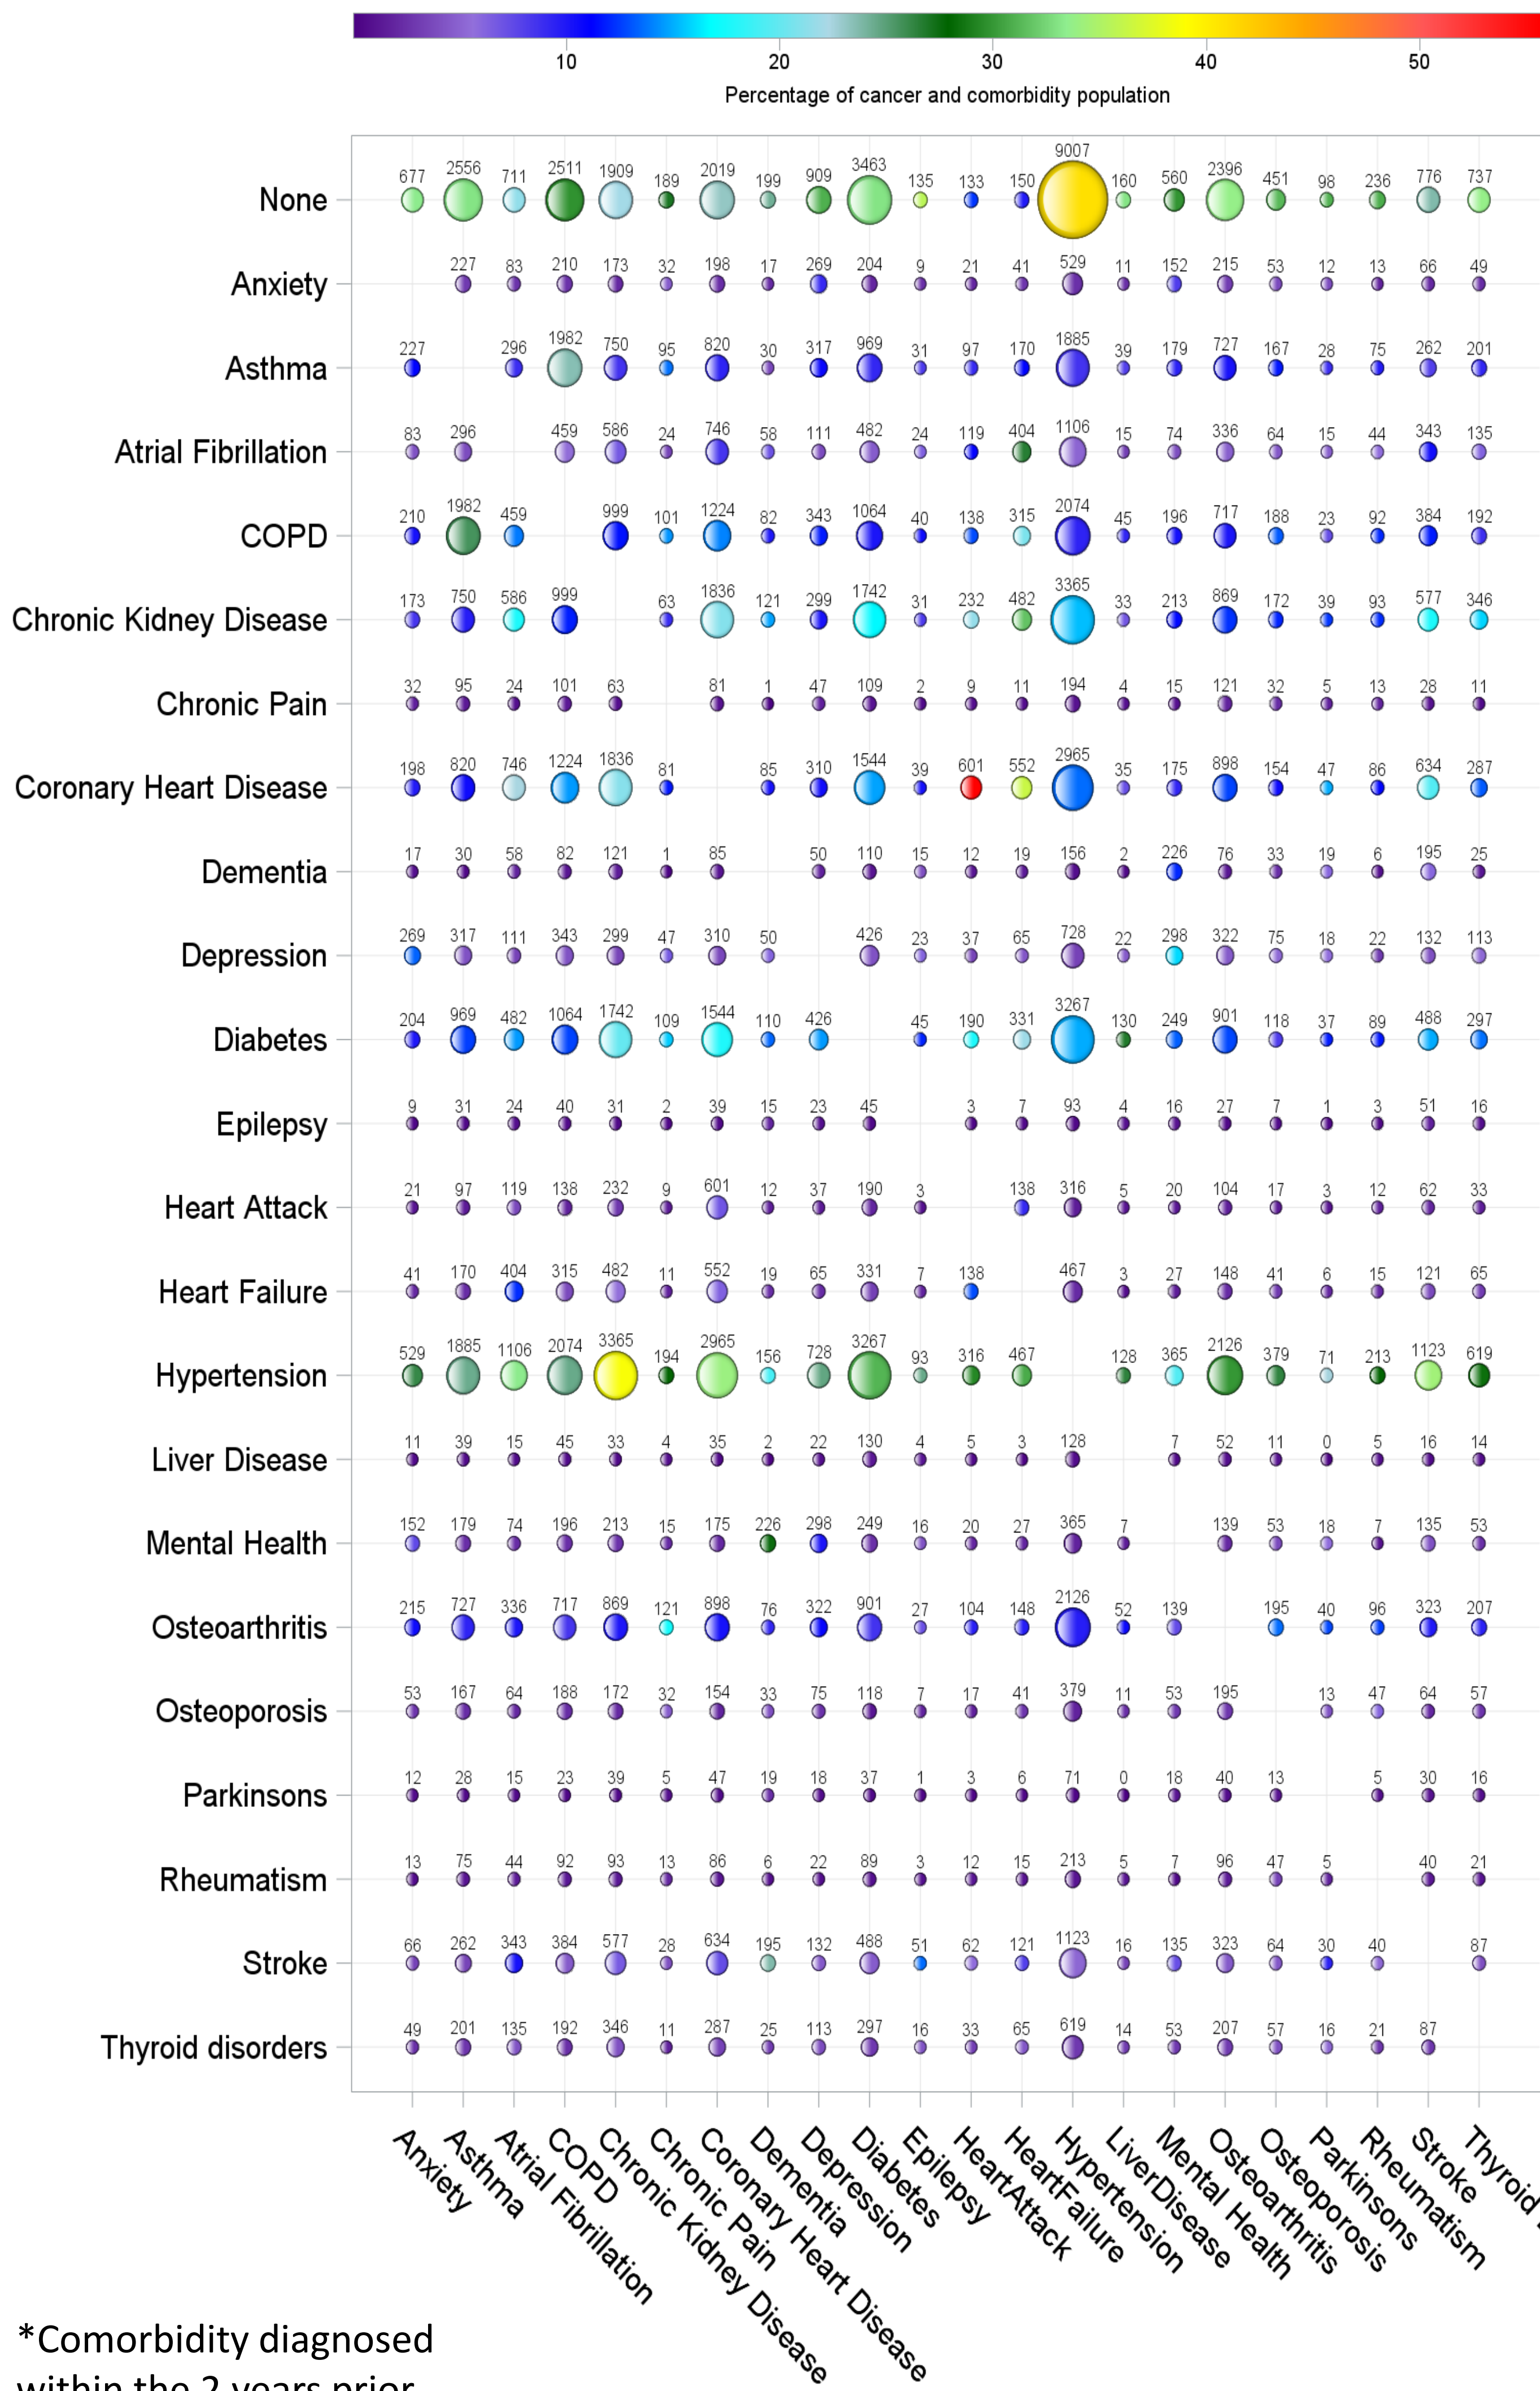 10 20 30 40 50
Percentage of cancer and comorbidity population
None 677 2556 711 2511 1909 189 2019 199 909 3463 135 133 150 9007 160 560 2396 451 98 236 776 737
Anxiety 227 83 210 173 32 198 17 269 204 9 21 41 529 11 152 215 53 12 13 66 49
Asthma 227 296 1982 750 95 820 30 317 969 31 97 170 1885 39 179 727 167 28 75 262 201
Atrial Fibrillation 83 296 459 586 24 746 58 111 482 24 119 404 1106 15 74 336 64 15 44 343 135
COPD 210 1982 459 999 101 1224 82 343 1064 40 138 315 2074 45 196 717 188 23 92 384 192
Chronic Kidney Disease 173 750 586 999 63 1836 121 299 1742 31 232 482 3365 33 213 869 172 39 93 577 346
Chronic Pain 32 95 24 101 63 81 1 47 109 2 9 11 194 4 15 121 32 5 13 28 11
Coronary Heart Disease 198 820 746 1224 1836 81 85 310 1544 39 601 552 2965 35 175 898 154 47 86 634 287
Dementia 17 30 58 82 121 1 85 50 110 15 12 19 156 2 226 76 33 19 6 195 25
Depression 269 317 111 343 299 47 310 50 426 23 37 65 728 22 298 322 75 18 22 132 113
Diabetes 204 969 482 1064 1742 109 1544 110 426 45 190 331 3267 130 249 901 118 37 89 488 297
Epilepsy 9 31 24 40 31 2 39 15 23 45 3 7 93 4 16 27 7 1 3 51 16
Heart Attack 21 97 119 138 232 9 601 12 37 190 3 138 316 5 20 104 17 3 12 62 33
Heart Failure 41 170 404 315 482 11 552 19 65 331 7 138 467 3 27 148 41 6 15 121 65
Hypertension 529 1885 1106 2074 3365 194 2965 156 728 3267 93 316 467 128 365 2126 379 71 213 1123 619
Liver Disease 11 39 15 45 33 4 35 2 22 130 4 5 3 128 7 52 11 0 5 16 14
Mental Health 152 179 74 196 213 15 175 226 298 249 16 20 27 365 7 139 53 18 7 135 53
Osteoarthritis 215 727 336 717 869 121 898 76 322 901 27 104 148 2126 52 139 195 40 96 323 207
Osteoporosis 53 167 64 188 172 32 154 33 75 118 7 17 41 379 11 53 195 13 47 64 57
Parkinsons 12 28 15 23 39 5 47 19 18 37 1 3 6 71 0 18 40 13 5 30 16
Rheumatism 13 75 44 92 93 13 86 6 22 89 3 12 15 213 5 7 96 47 5 40 21
Stroke 66 262 343 384 577 28 634 195 132 488 51 62 121 1123 16 135 323 64 30 40 87
Thyroid disorders 49 201 135 192 346 11 287 25 113 297 16 33 65 619 14 53 207 57 16 21 87
Anxiety
Asthma
Atrial Fibrillation
COPD
Chronic Kidney Disease
Chronic Pain
Coronary Heart Disease
Dementia
Depression
Diabetes
Epilepsy
HeartAttack
HeartFailure
Hypertension
LiverDisease
Mental Health
Osteoarthritis
Osteoporosis
Parkinsons
Rheumatism
Stroke
Thyroid
*Comorbidity diagnosed
within the 2 years prior